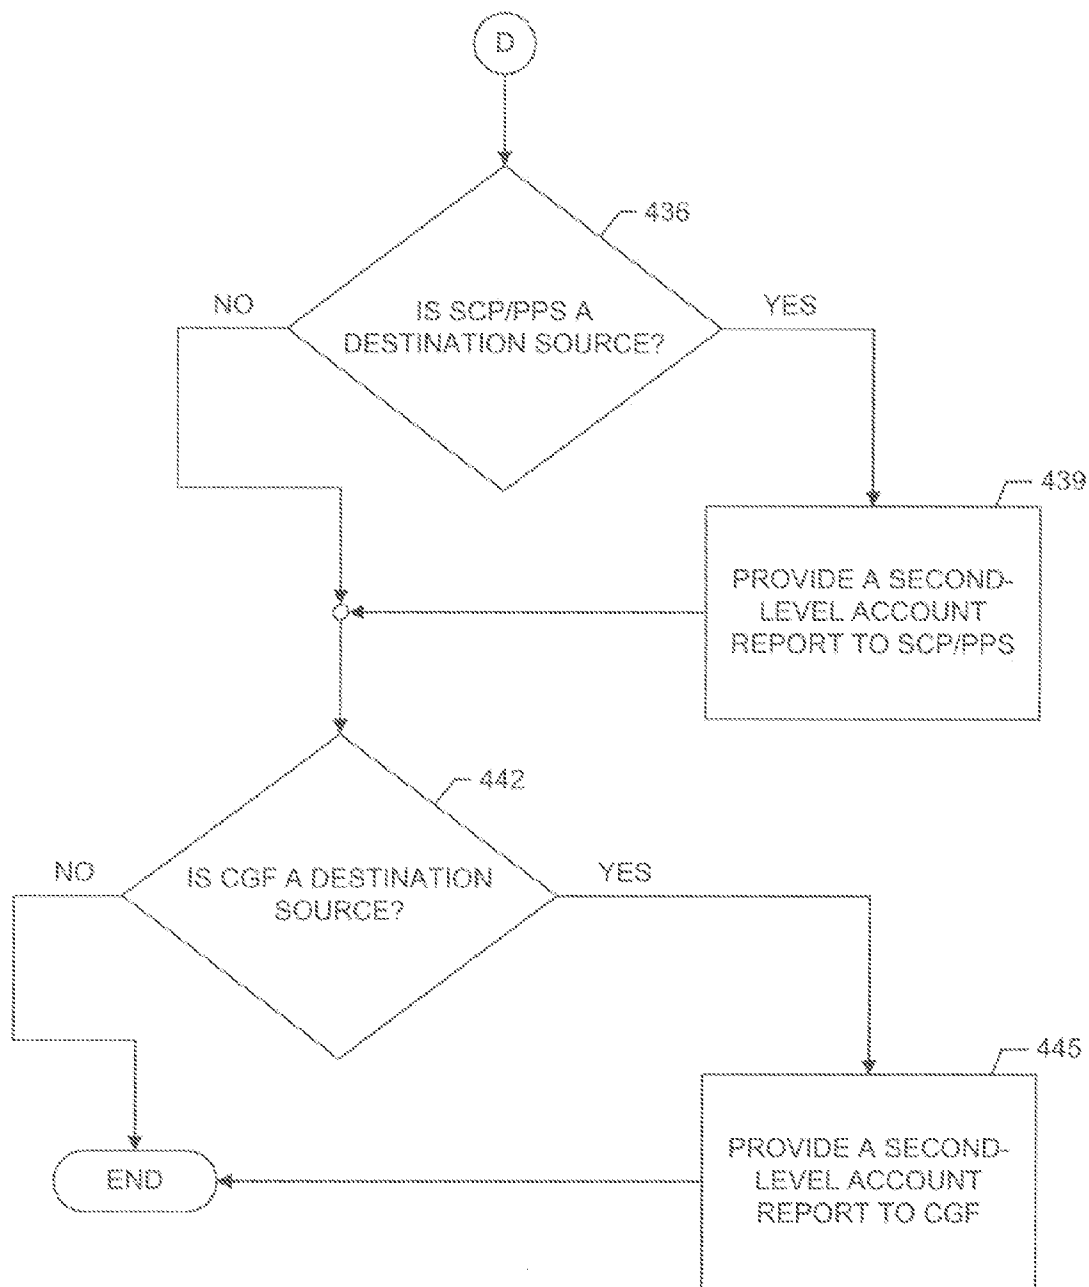 D
436
NO
IS SCP/PPS A
DESTINATION SOURCE?
YES
439
PROVIDE A SECOND-
LEVEL ACCOUNT
REPORT TO SCP/PPS
442
NO
IS CGF A DESTINATION
SOURCE?
YES
445
PROVIDE A SECOND-
LEVEL ACCOUNT
REPORT TO CGF
END